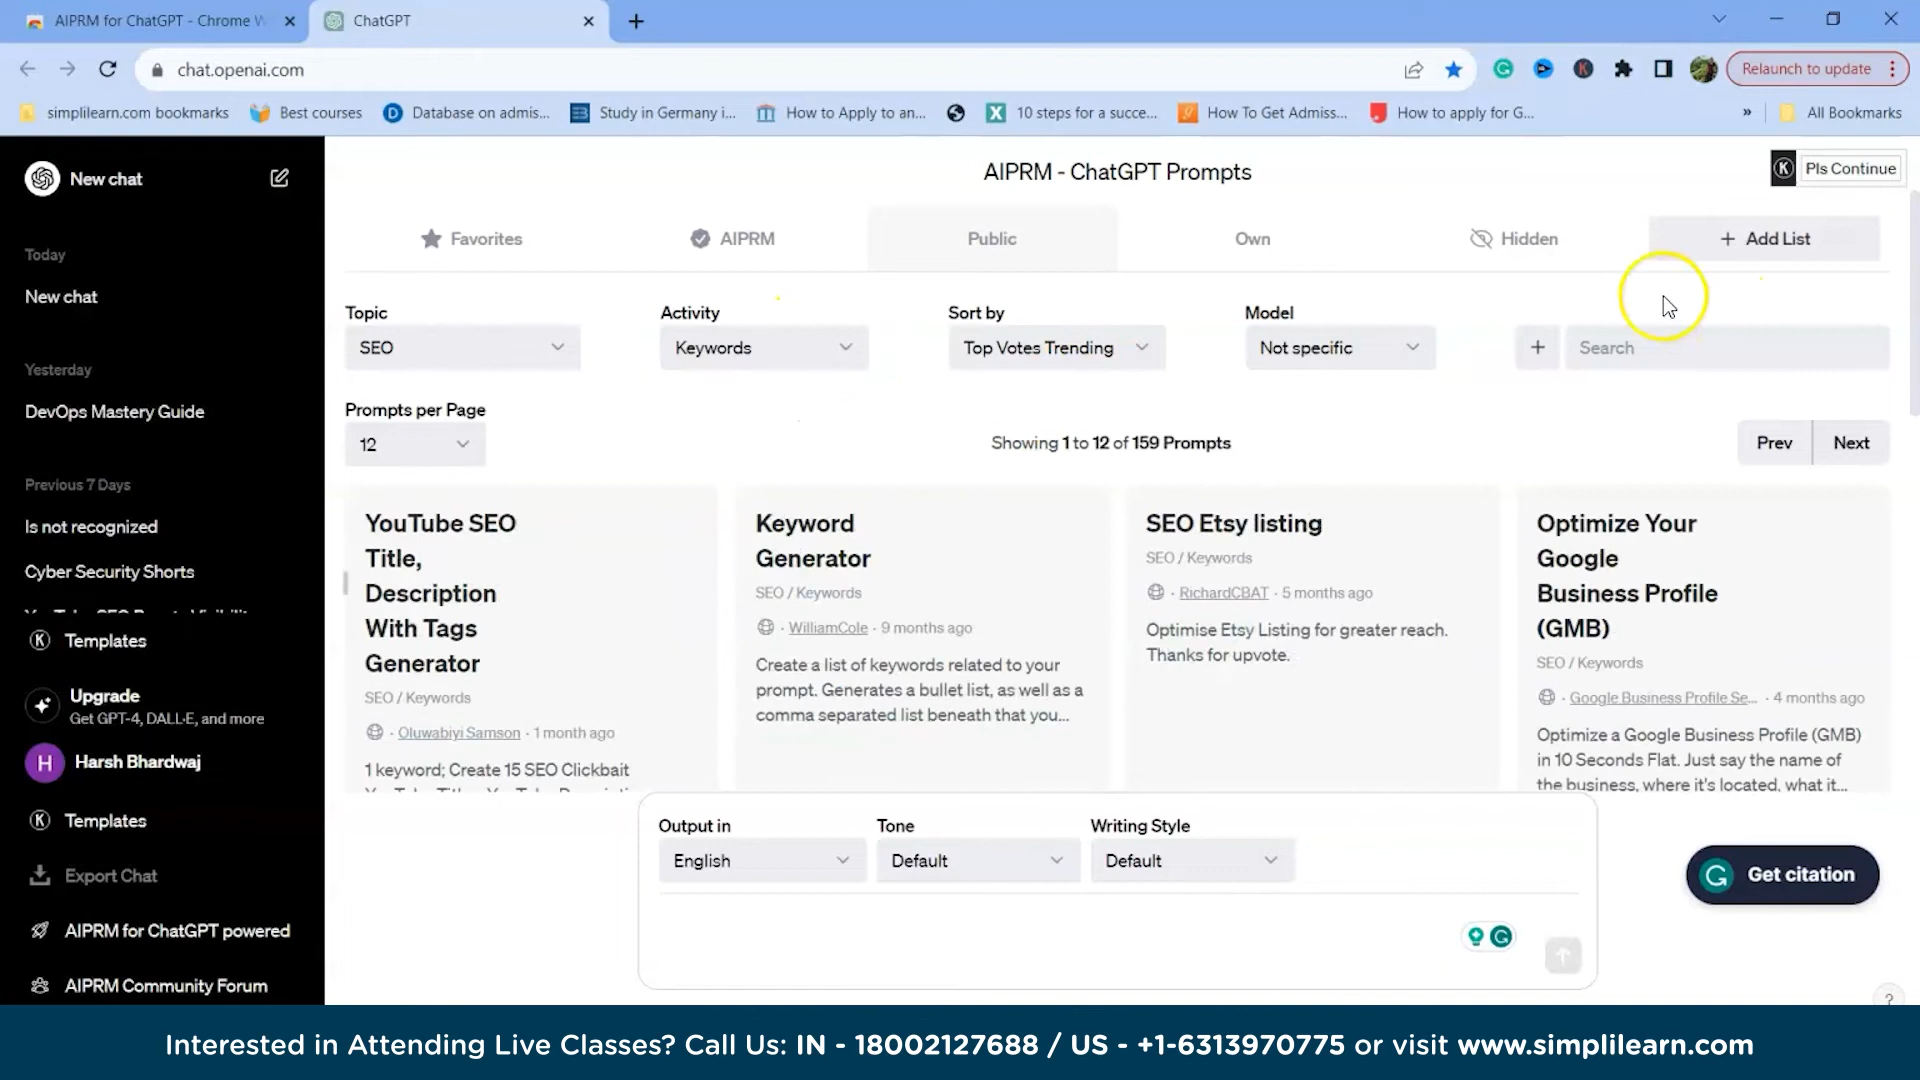 AIPRM for ChatGPT - Chrome W
ChatGPT
chat.openai.com
Relaunch to update
simplilearn.com bookmarks
Best courses
Database on admis...
Study in Germany i...
How to Apply to an...
10 steps for a succe...
How To Get Admiss...
How to apply for G...
»
All Bookmarks
New chat
Today
New chat
Yesterday
DevOps Mastery Guide
Previous 7 Days
Is not recognized
Cyber Security Shorts
Templates
Upgrade
Get GPT-4, DALL·E, and more
H
Harsh Bhardwaj
Templates
Export Chat
AIPRM for ChatGPT powered
AIPRM Community Forum
AIPRM - ChatGPT Prompts
K
Pls Continue
Favorites
AIPRM
Public
Own
Hidden
+ Add List
Topic
SEO
Activity
Keywords
Sort by
Top Votes Trending
Model
Not specific
+
Search
Prompts per Page
12
Showing 1 to 12 of 159 Prompts
Prev
Next
YouTube SEO
Title,
Description
With Tags
Generator
SEO / Keywords
· Oluwabiyi Samson · 1 month ago
1 keyword; Create 15 SEO Clickbait
Keyword
Generator
SEO / Keywords
· WilliamCole · 9 months ago
Create a list of keywords related to your
prompt. Generates a bullet list, as well as a
comma separated list beneath that you...
SEO Etsy listing
SEO / Keywords
· RichardCBAT · 5 months ago
Optimise Etsy Listing for greater reach.
Thanks for upvote.
Optimize Your
Google
Business Profile
(GMB)
SEO / Keywords
· Google Business Profile Se... · 4 months ago
Optimize a Google Business Profile (GMB)
in 10 Seconds Flat. Just say the name of
the business, where it's located, what it...
Output in
English
Tone
Default
Writing Style
Default
Get citation
?
Interested in Attending Live Classes? Call Us: IN - 18002127688 / US - +1-6313970775 or visit www.simplilearn.com